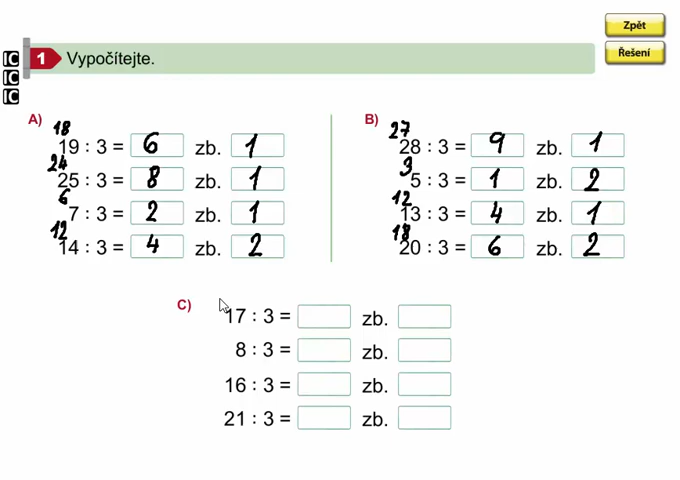 Zpět
Řešení
1 Vypočítejte.
A)
18
19 : 3 = 6 zb. 1
24
25 : 3 = 8 zb. 1
6
7 : 3 = 2 zb. 1
12
14 : 3 = 4 zb. 2
B)
27
28 : 3 = 9 zb. 1
3
5 : 3 = 1 zb. 2
12
13 : 3 = 4 zb. 1
18
20 : 3 = 6 zb. 2
C)
17 : 3 = zb.
8 : 3 = zb.
16 : 3 = zb.
21 : 3 = zb.